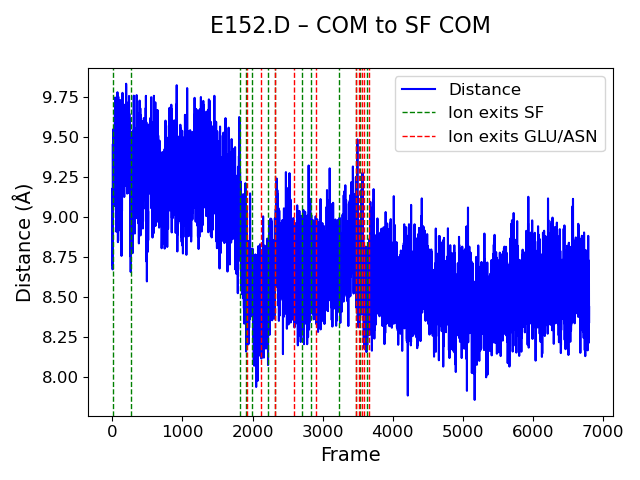 E152.D – COM to SF COM
Distance
Ion exits SF
Ion exits GLU/ASN
9.75
9.50
9.25
9.00
8.75
8.50
8.25
8.00
Distance (Å)
0 1000 2000 3000 4000 5000 6000 7000
Frame